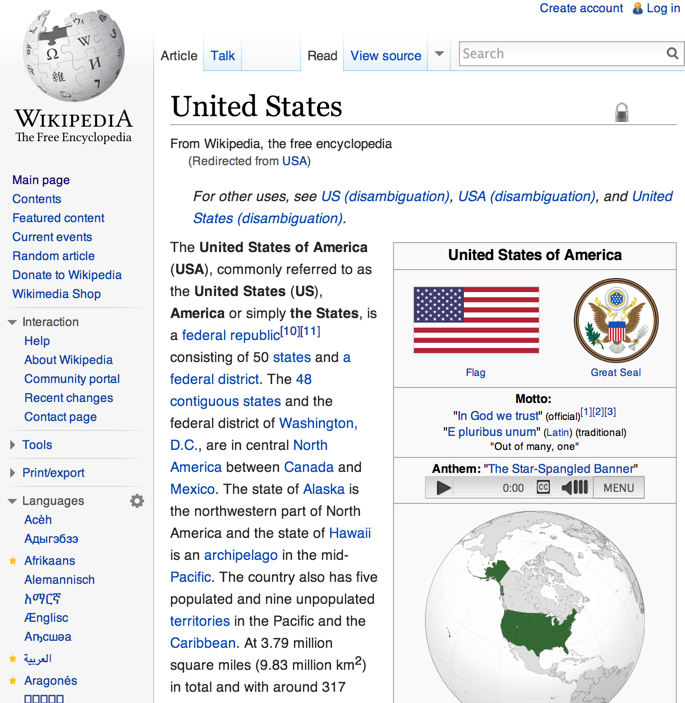 Create account Log in
Article Talk Read View source Search
WIKIPEDIA
The Free Encyclopedia
Main page
Contents
Featured content
Current events
Random article
Donate to Wikipedia
Wikimedia Shop
Interaction
Help
About Wikipedia
Community portal
Recent changes
Contact page
Tools
Print/export
Languages
Acèh
Адыгэбзэ
Afrikaans
Alemannisch
አማርኛ
Ænglisc
Аҧсшәа
العربية
Aragonés
United States
From Wikipedia, the free encyclopedia
(Redirected from USA)
For other uses, see US (disambiguation), USA (disambiguation), and United
States (disambiguation).
The United States of America
(USA), commonly referred to as
the United States (US),
America or simply the States, is
a federal republic[10][11]
consisting of 50 states and a
federal district. The 48
contiguous states and the
federal district of Washington,
D.C., are in central North
America between Canada and
Mexico. The state of Alaska is
the northwestern part of North
America and the state of Hawaii
is an archipelago in the mid-
Pacific. The country also has five
populated and nine unpopulated
territories in the Pacific and the
Caribbean. At 3.79 million
square miles (9.83 million km2)
in total and with around 317
United States of America
Flag Great Seal
Motto:
"In God we trust" (official)[1][2][3]
"E pluribus unum" (Latin) (traditional)
"Out of many, one"
Anthem: "The Star-Spangled Banner"
0:00 CC MENU